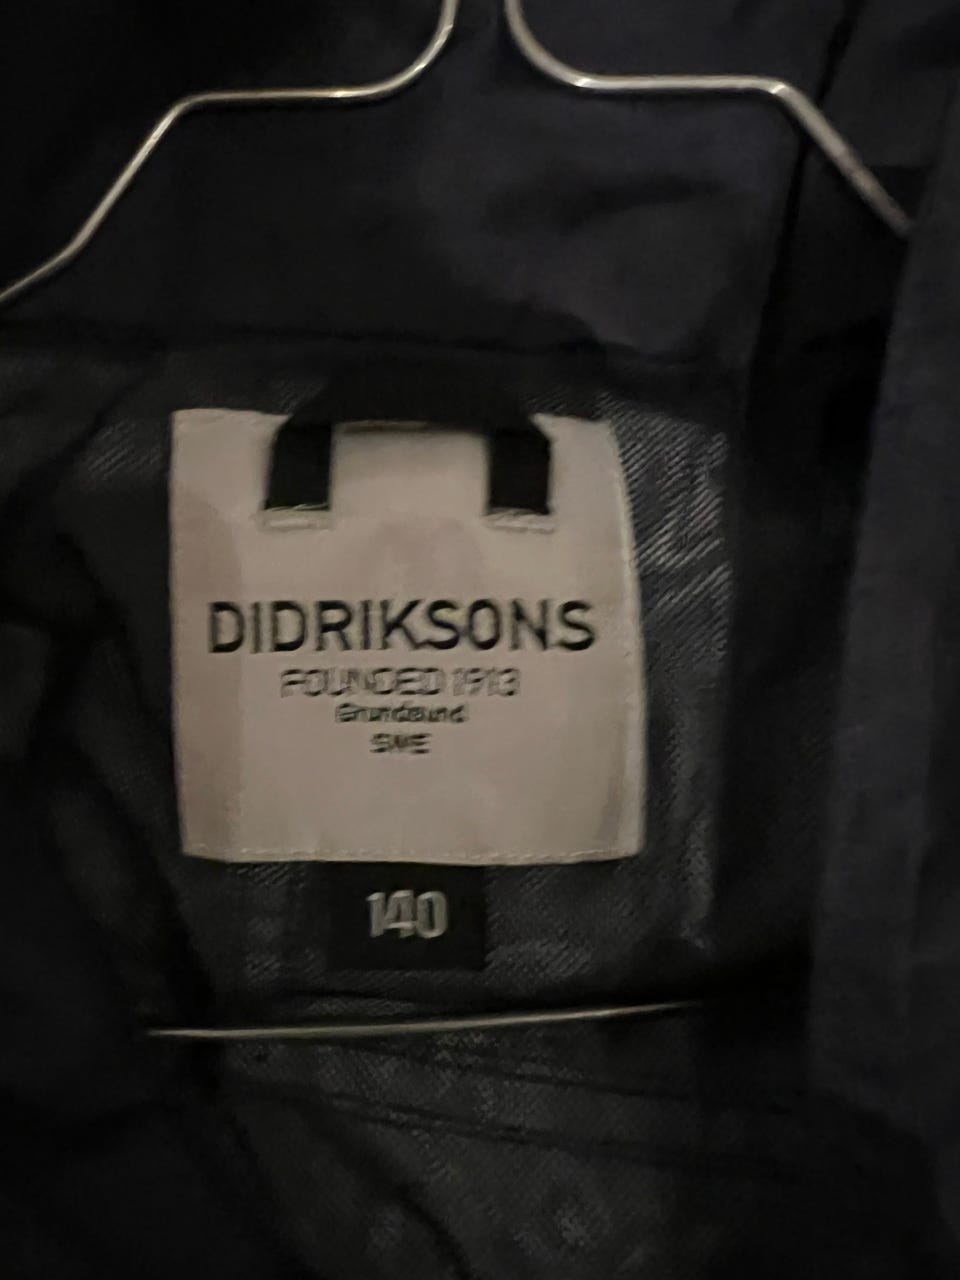 DIDRIKSONS
FOUNDED 1913
Grundsund
SWE
140